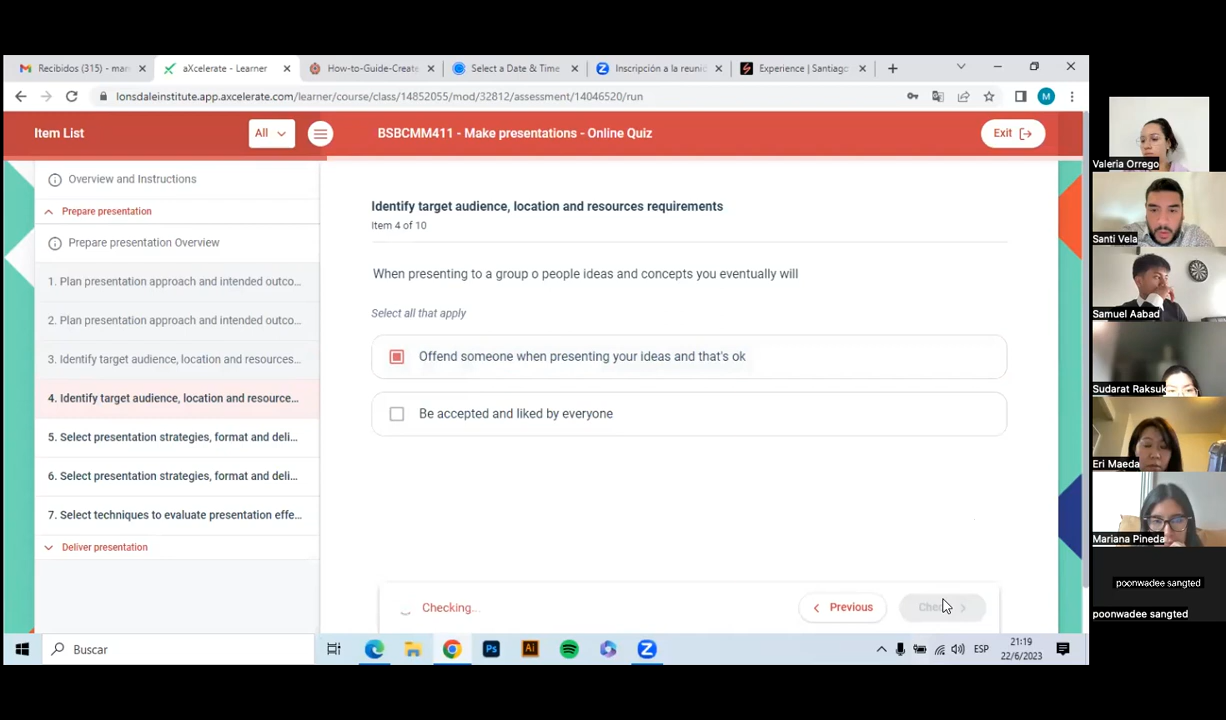 Recibidos (315) - man
aXcelerate - Learner
How-to-Guide-Create
Select a Date & Time
Inscripción a la reunió
Experience | Santiago
lonsdaleinstitute.app.axcelerate.com/learner/course/class/14852055/mod/32812/assessment/14046520/run
M
Item List
All
BSBCMM411 - Make presentations - Online Quiz
Exit
Overview and Instructions
Prepare presentation
Prepare presentation Overview
1. Plan presentation approach and intended outco...
2. Plan presentation approach and intended outco...
3. Identify target audience, location and resources...
4. Identify target audience, location and resource...
5. Select presentation strategies, format and deli...
6. Select presentation strategies, format and deli...
7. Select techniques to evaluate presentation effe...
Deliver presentation
Identify target audience, location and resources requirements
Item 4 of 10
When presenting to a group o people ideas and concepts you eventually will
Select all that apply
Offend someone when presenting your ideas and that's ok
Be accepted and liked by everyone
Checking...
Previous
Buscar
Ps
Ai
ESP
21:19
22/6/2023
Valeria Orrego
Santi Vela
Samuel Aabad
Sudarat Raksuk
Eri Maeda
Mariana Pineda
poonwadee sangted
poonwadee sangted